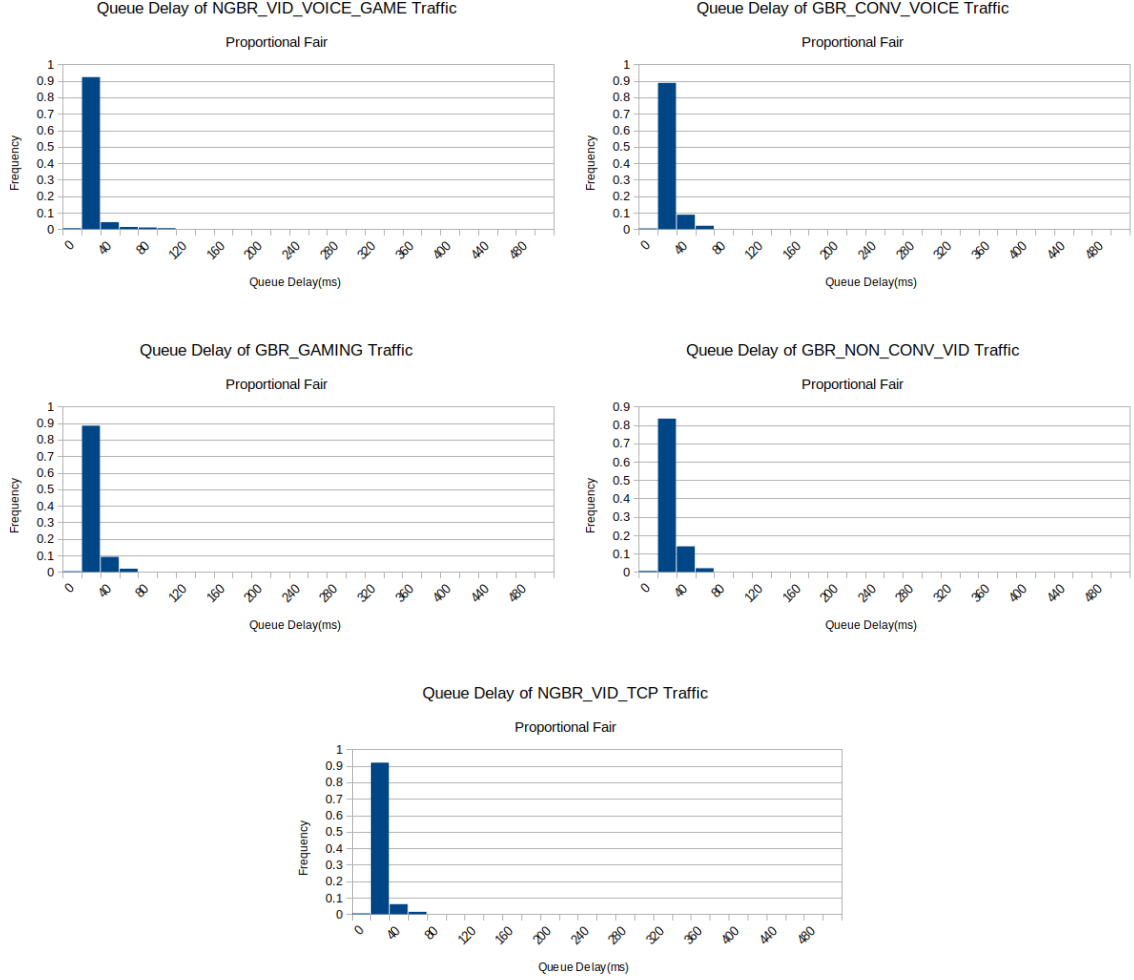 Queue Delay of NGBR_VID_VOICE_GAME Traffic
Proportional Fair
1
0.9
0.8
0.7
0.6
0.5
0.4
0.3
0.2
0.1
0
Frequency
0 40 80 120 160 200 240 280 320 360 400 440 480
Queue Delay(ms)
Queue Delay of GBR_CONV_VOICE Traffic
Proportional Fair
1
0.9
0.8
0.7
0.6
0.5
0.4
0.3
0.2
0.1
0
Frequency
0 40 80 120 160 200 240 280 320 360 400 440 480
Queue Delay(ms)
Queue Delay of GBR_GAMING Traffic
Proportional Fair
1
0.9
0.8
0.7
0.6
0.5
0.4
0.3
0.2
0.1
0
Frequency
0 40 80 120 160 200 240 280 320 360 400 440 480
Queue Delay(ms)
Queue Delay of GBR_NON_CONV_VID Traffic
Proportional Fair
0.9
0.8
0.7
0.6
0.5
0.4
0.3
0.2
0.1
0
Frequency
0 40 80 120 160 200 240 280 320 360 400 440 480
Queue Delay(ms)
Queue Delay of NGBR_VID_TCP Traffic
Proportional Fair
1
0.9
0.8
0.7
0.6
0.5
0.4
0.3
0.2
0.1
0
Frequency
0 40 80 120 160 200 240 280 320 360 400 440 480
Queue Delay(ms)